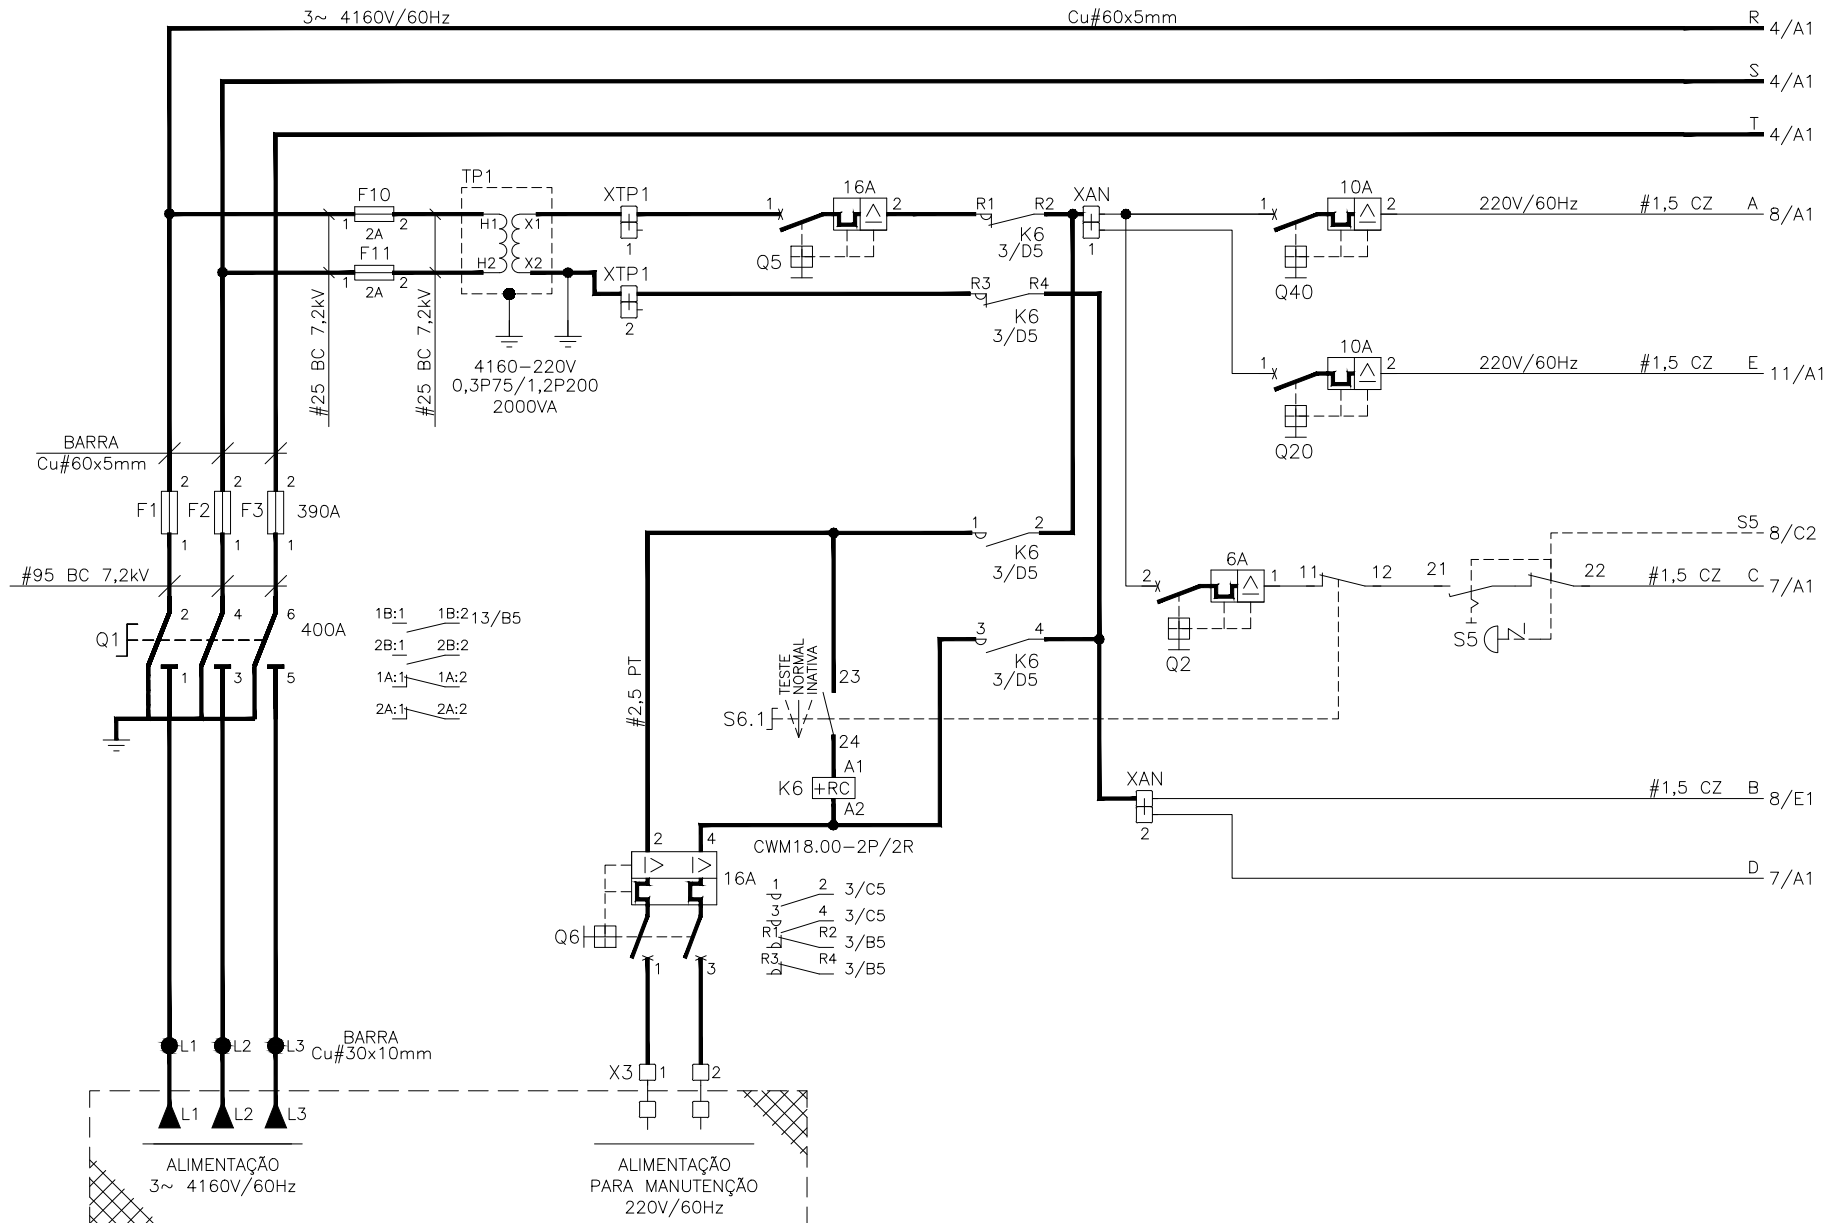 3~ 4160V/60Hz
Cu#60x5mm
R
4/A1
S
4/A1
T
4/A1
TP1
F10
1
2
2A
H1
X1
XTP1
1
1
16A
2
Q5
R1
R2
K6
3/D5
XAN
1
1
10A
2
Q40
220V/60Hz
#1,5 CZ
A
8/A1
F11
1
2
2A
H2
X2
XTP1
2
R3
R4
K6
3/D5
#25 BC 7,2kV
#25 BC 7,2kV
4160-220V
0,3P75/1,2P200
2000VA
1
10A
2
Q20
220V/60Hz
#1,5 CZ
E
11/A1
BARRA
Cu#60x5mm
2
2
2
F1
F2
F3
390A
1
1
1
1
2
K6
3/D5
S5
8/C2
#95 BC 7,2kV
2
6A
1
Q2
11
12
21
22
#1,5 CZ
C
7/A1
S5
2
4
6
Q1
400A
1
3
5
1B:1
1B:2
13/B5
2B:1
2B:2
1A:1
1A:2
2A:1
2A:2
#2,5 PT
3
4
K6
3/D5
TESTE
NORMAL
INATIVA
23
S6.1
24
A1
K6
+RC
A2
XAN
2
#1,5 CZ
B
8/E1
D
7/A1
2
4
CWM18.00-2P/2R
16A
Q6
1
3
1
2
3/C5
3
4
3/C5
R1
R2
3/B5
R3
R4
3/B5
L1
L2
L3
BARRA
Cu#30x10mm
X3
1
2
L1
L2
L3
ALIMENTAÇÃO
3~ 4160V/60Hz
ALIMENTAÇÃO
PARA MANUTENÇÃO
220V/60Hz